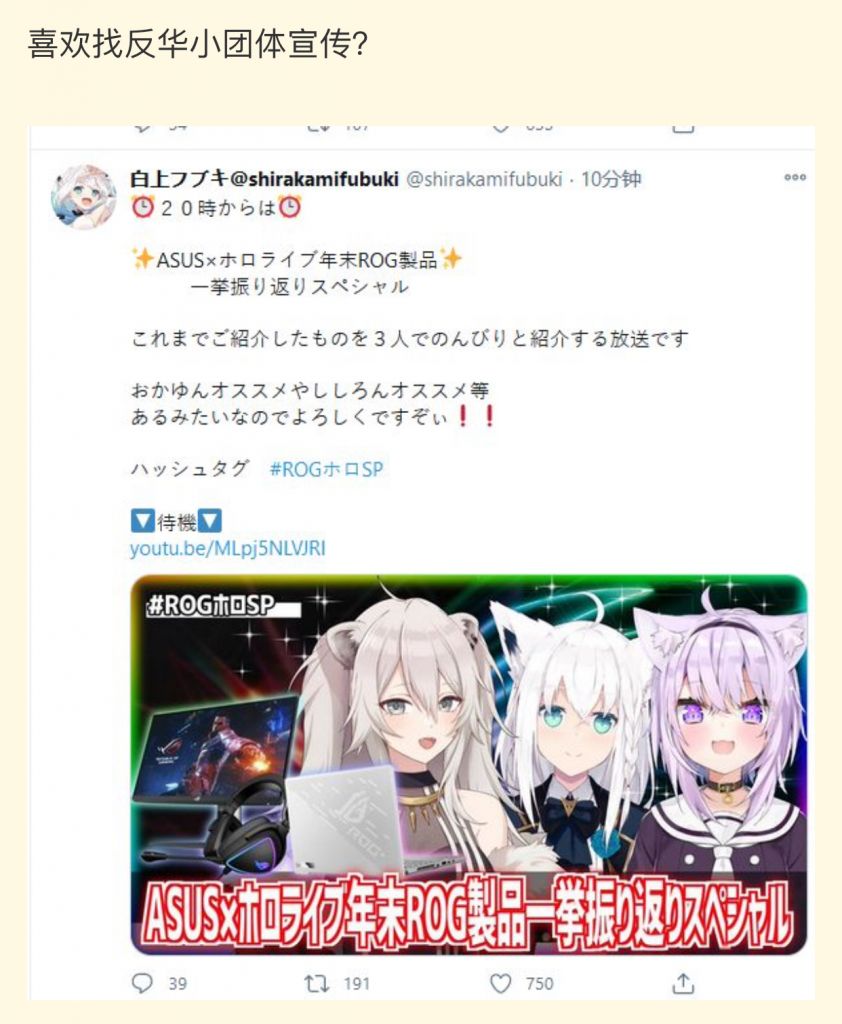 喜欢找反华小团体宣传?
白上フブキ@shirakamifubuki @shirakamifubuki · 10分钟
⏰２０時からは⏰
✨ASUS×ホロライブ年末ROG製品✨
一挙振り返りスペシャル
これまでご紹介したものを３人でのんびりと紹介する放送です
おかゆんオススメやししろんオススメ等
あるみたいなのでよろしくですぞぃ❗❗
ハッシュタグ　#ROGホロSP
🔽待機🔽
youtu.be/MLpj5NLVJRI
#ROGホロSP
ROG
ASUS×ホロライブ年末ROG製品一挙振り返りスペシャル
39 191 750